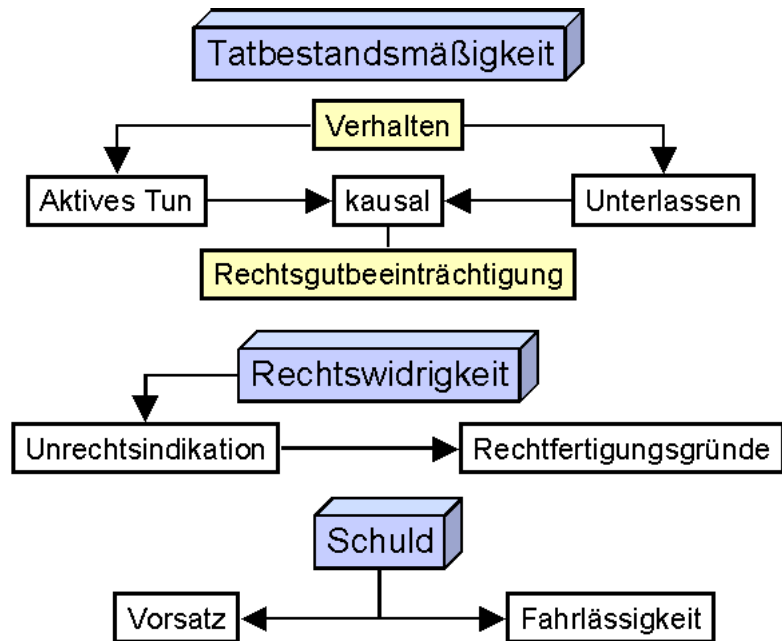 Tatbestandsmäßigkeit
Verhalten
Aktives Tun
kausal
Unterlassen
Rechtsgutbeeinträchtigung
Rechtswidrigkeit
Unrechtsindikation
Rechtfertigungsgründe
Schuld
Vorsatz
Fahrlässigkeit